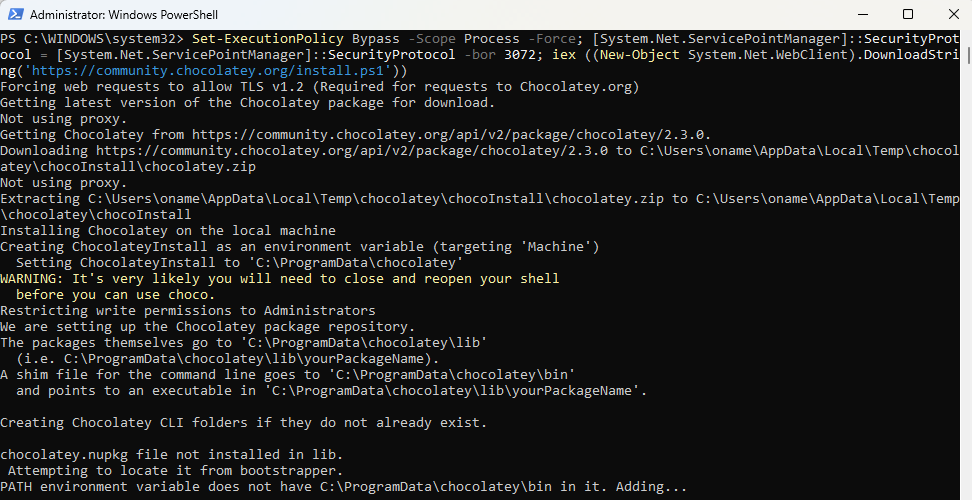 Administrator: Windows PowerShell
PS C:\WINDOWS\system32> Set-ExecutionPolicy Bypass -Scope Process -Force; [System.Net.ServicePointManager]::SecurityProt
ocol = [System.Net.ServicePointManager]::SecurityProtocol -bor 3072; iex ((New-Object System.Net.WebClient).DownloadStri
ng('https://community.chocolatey.org/install.ps1'))
Forcing web requests to allow TLS v1.2 (Required for requests to Chocolatey.org)
Getting latest version of the Chocolatey package for download.
Not using proxy.
Getting Chocolatey from https://community.chocolatey.org/api/v2/package/chocolatey/2.3.0.
Downloading https://community.chocolatey.org/api/v2/package/chocolatey/2.3.0 to C:\Users\oname\AppData\Local\Temp\chocol
atey\chocoInstall\chocolatey.zip
Not using proxy.
Extracting C:\Users\oname\AppData\Local\Temp\chocolatey\chocoInstall\chocolatey.zip to C:\Users\oname\AppData\Local\Temp
\chocolatey\chocoInstall
Installing Chocolatey on the local machine
Creating ChocolateyInstall as an environment variable (targeting 'Machine')
  Setting ChocolateyInstall to 'C:\ProgramData\chocolatey'
WARNING: It's very likely you will need to close and reopen your shell
  before you can use choco.
Restricting write permissions to Administrators
We are setting up the Chocolatey package repository.
The packages themselves go to 'C:\ProgramData\chocolatey\lib'
  (i.e. C:\ProgramData\chocolatey\lib\yourPackageName).
A shim file for the command line goes to 'C:\ProgramData\chocolatey\bin'
  and points to an executable in 'C:\ProgramData\chocolatey\lib\yourPackageName'.

Creating Chocolatey CLI folders if they do not already exist.

chocolatey.nupkg file not installed in lib.
 Attempting to locate it from bootstrapper.
PATH environment variable does not have C:\ProgramData\chocolatey\bin in it. Adding...